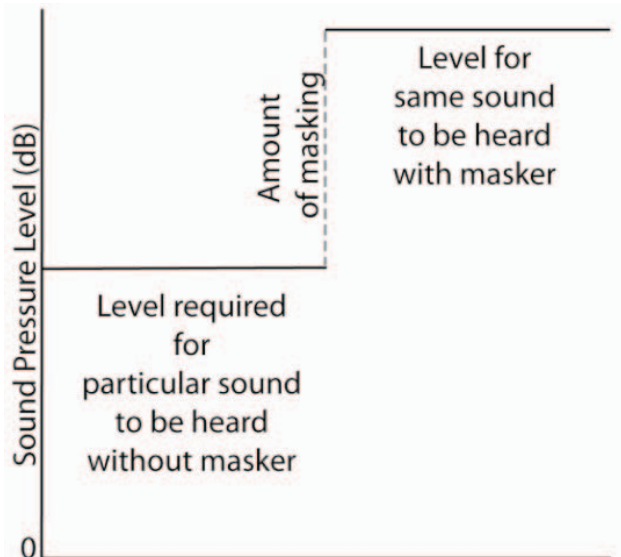 Sound Pressure Level (dB)
Amount
of masking
Level for
same sound
to be heard
with masker
Level required
for
particular sound
to be heard
without masker
0